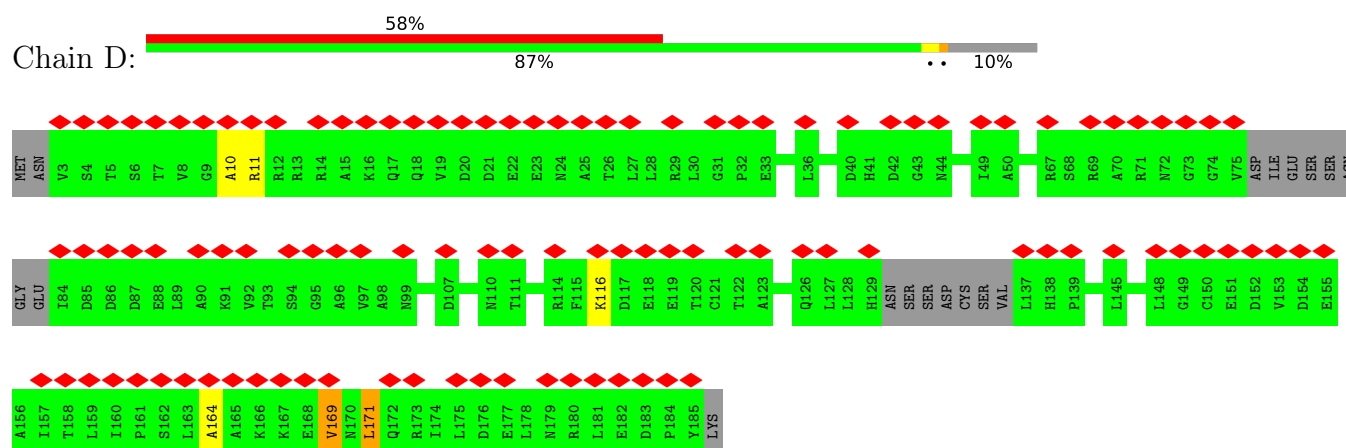 58%
Chain D:
87%
• •
10%
MET ASN V3 S4 T5 S6 T7 V8 G9 A10 R11 R12 R13 R14 A15 K16 Q17 Q18 V19 D20 D21 E22 E23 N24 A25 T26 L27 L28 R29 L30 G31 P32 E33 L36 D40 H41 D42 G43 N44 I49 A50 R67 S68 R69 A70 R71 N72 G73 G74 V75 ASP ILE GLU SER SER
GLY GLU I84 D85 D86 D87 E88 L89 A90 K91 V92 T93 S94 G95 A96 V97 A98 N99 D107 N110 T111 R114 F115 K116 D117 E118 E119 T120 C121 T122 A123 Q126 L127 L128 H129 ASN SER SER ASP CYS SER VAL L137 H138 P139 L145 L148 G149 C150 E151 D152 V153 D154 E155
A156 I157 T158 L159 I160 P161 S162 L163 A164 A165 K166 K167 E168 V169 N170 L171 Q172 R173 I174 L175 D176 E177 L178 N179 R180 L181 E182 D183 P184 Y185 LYS